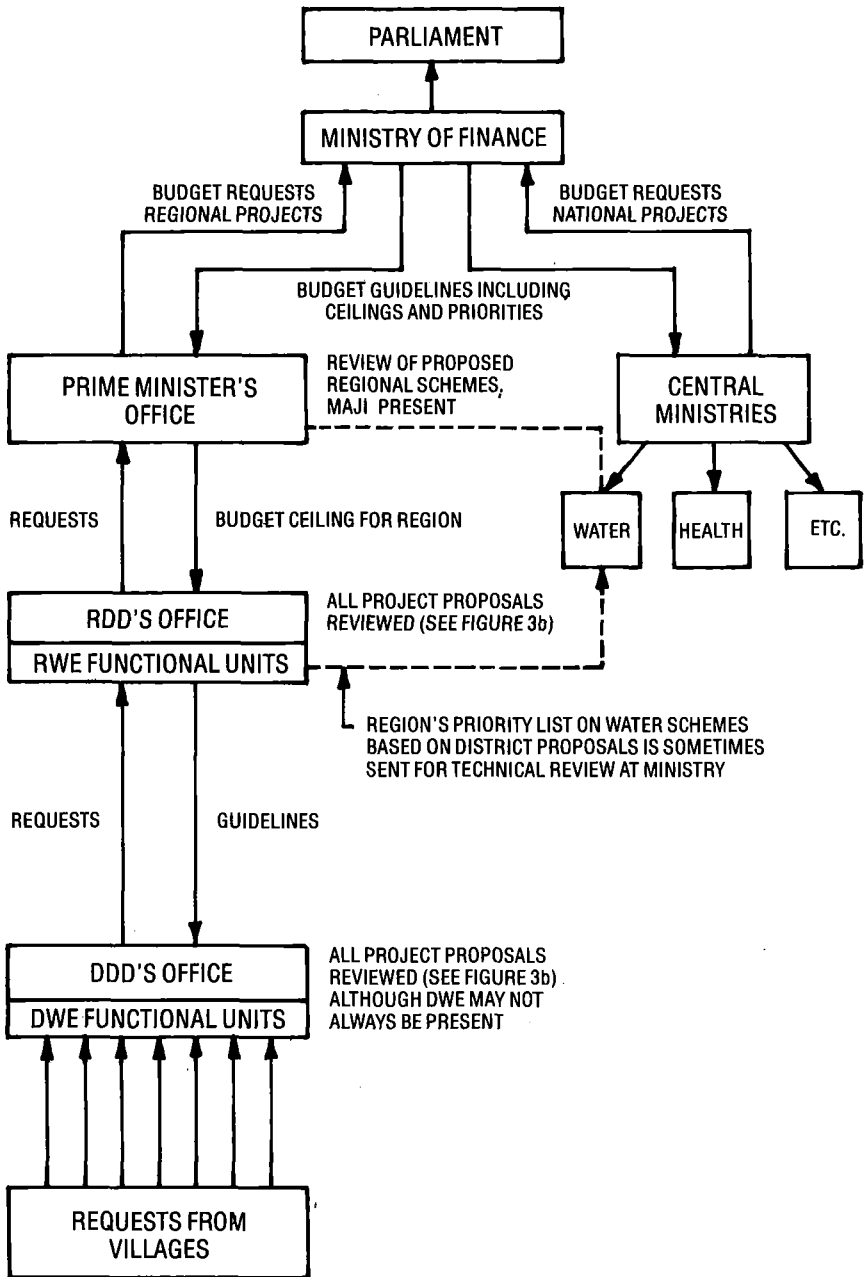 PARLIAMENT
MINISTRY OF FINANCE
BUDGET REQUESTS
REGIONAL PROJECTS
BUDGET REQUESTS
NATIONAL PROJECTS
BUDGET GUIDELINES INCLUDING
CEILINGS AND PRIORITIES
PRIME MINISTER'S
OFFICE
REVIEW OF PROPOSED
REGIONAL SCHEMES,
MAJI PRESENT
CENTRAL
MINISTRIES
REQUESTS
BUDGET CEILING FOR REGION
WATER
HEALTH
ETC.
RDD'S OFFICE
RWE FUNCTIONAL UNITS
ALL PROJECT PROPOSALS
REVIEWED (SEE FIGURE 3b)
REGION'S PRIORITY LIST ON WATER SCHEMES
BASED ON DISTRICT PROPOSALS IS SOMETIMES
SENT FOR TECHNICAL REVIEW AT MINISTRY
REQUESTS
GUIDELINES
DDD'S OFFICE
DWE FUNCTIONAL UNITS
ALL PROJECT PROPOSALS
REVIEWED (SEE FIGURE 3b)
ALTHOUGH DWE MAY NOT
ALWAYS BE PRESENT
REQUESTS FROM
VILLAGES